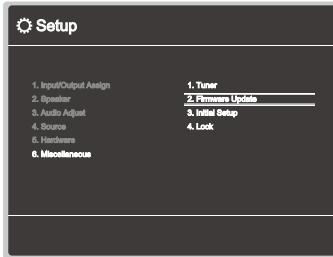 Setup
1. Input/Output Assign
2. Speaker
3. Audio Adjust
4. Source
5. Hardware
6. Miscellaneous
1. Tuner
2. Firmware Update
3. Initial Setup
4. Lock